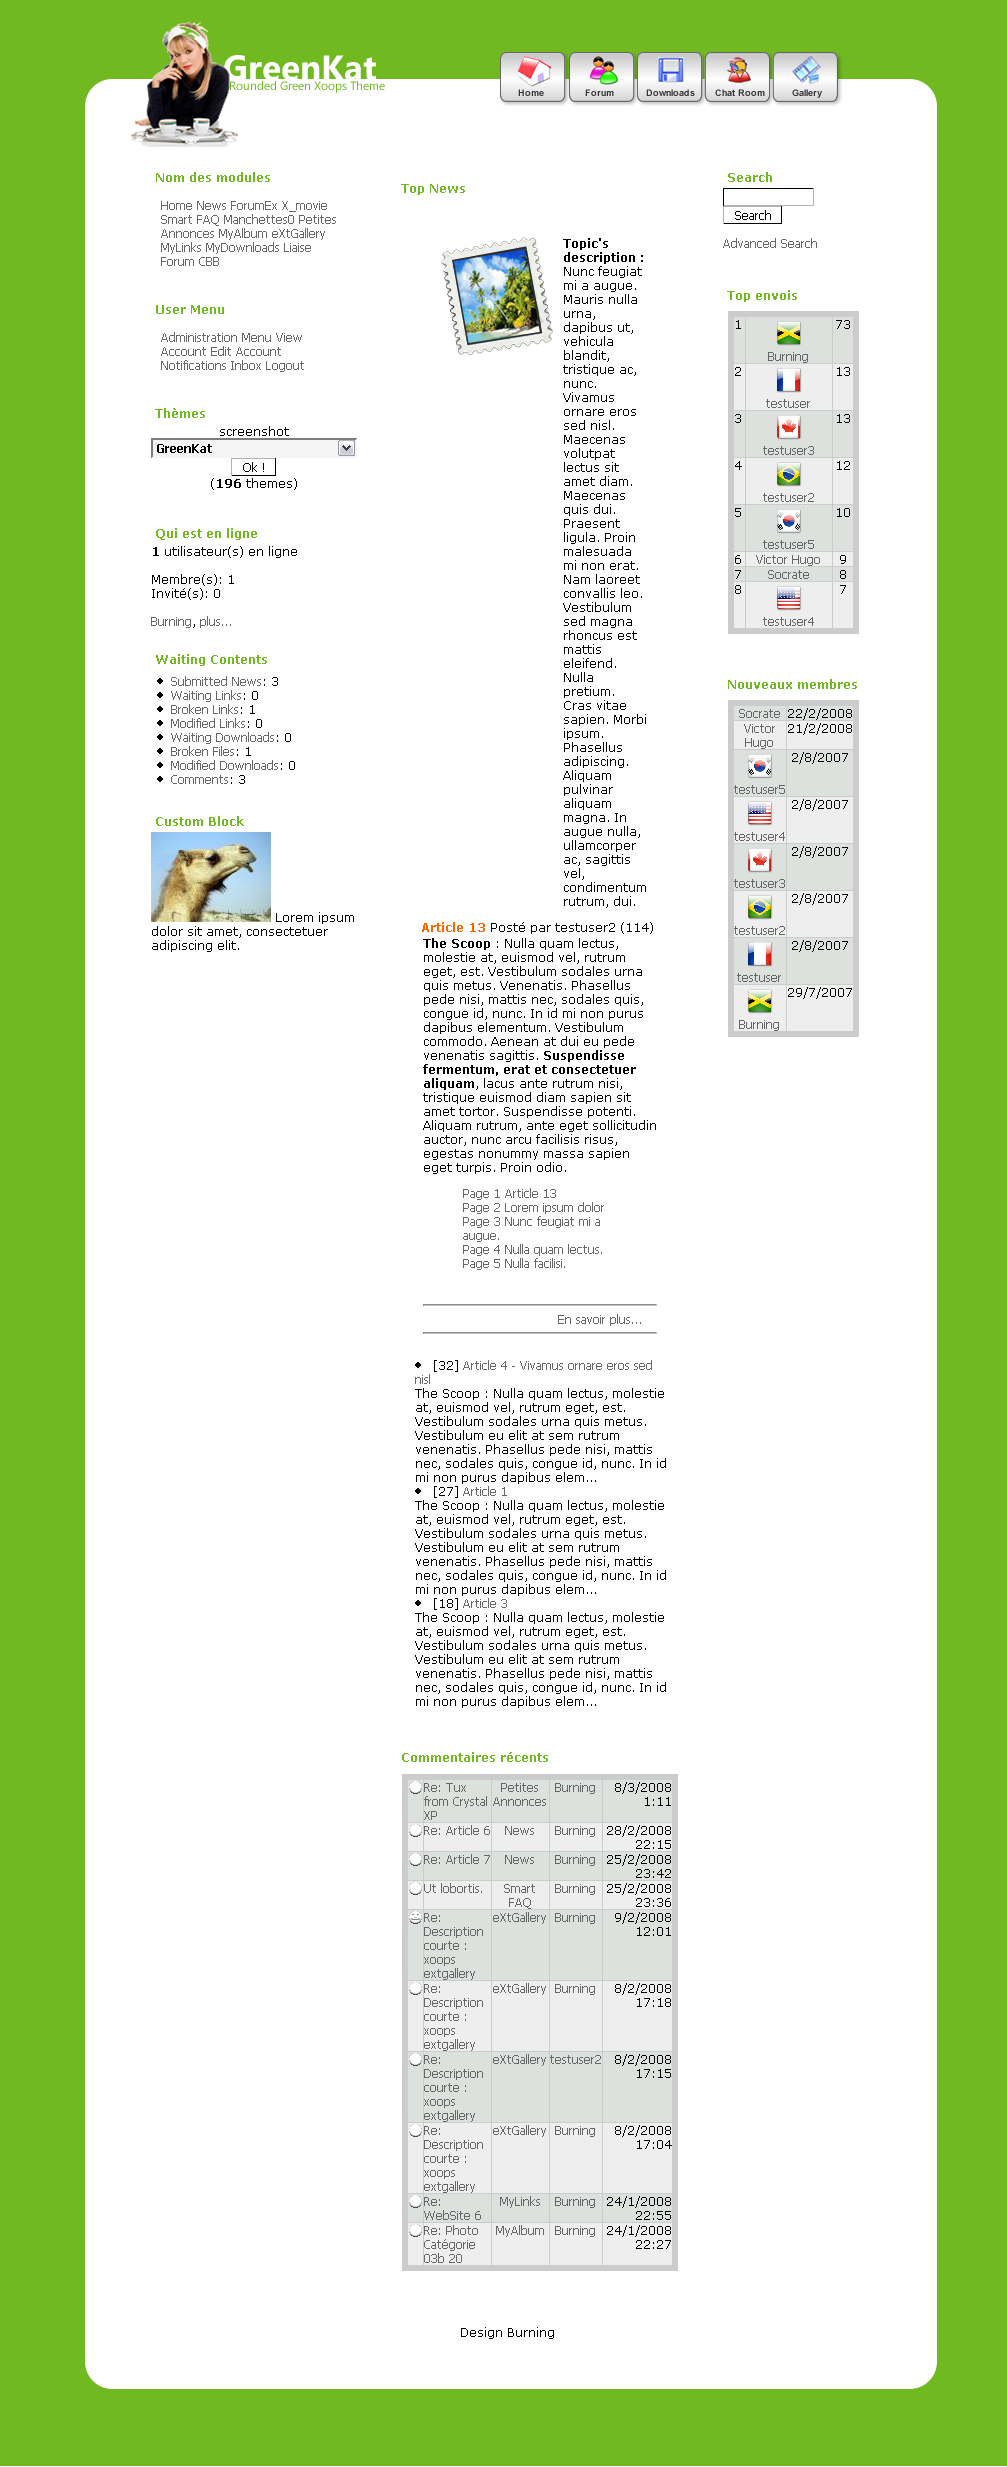 GreenKat
Rounded Green Xoops Theme
Home
Forum
Downloads
Chat Room
Gallery
Nom des modules
Home News ForumEx X_movie
Smart FAQ Manchettes0 Petites
Annonces MyAlbum eXtGallery
MyLinks MyDownloads Liaise
Forum CBB
User Menu
Administration Menu View
Account Edit Account
Notifications Inbox Logout
Thèmes
screenshot
GreenKat
Ok !
(196 themes)
Qui est en ligne
1 utilisateur(s) en ligne
Membre(s): 1
Invité(s): 0
Burning, plus...
Waiting Contents
Submitted News: 3
Waiting Links: 0
Broken Links: 1
Modified Links: 0
Waiting Downloads: 0
Broken Files: 1
Modified Downloads: 0
Comments: 3
Custom Block
Lorem ipsum
dolor sit amet, consectetuer
adipiscing elit.
Top News
Topic's
description :
Nunc feugiat
mi a augue.
Mauris nulla
urna,
dapibus ut,
vehicula
blandit,
tristique ac,
nunc.
Vivamus
ornare eros
sed nisl.
Maecenas
volutpat
lectus sit
amet diam.
Maecenas
quis dui.
Praesent
ligula. Proin
malesuada
mi non erat.
Nam laoreet
convallis leo.
Vestibulum
sed magna
rhoncus est
mattis
eleifend.
Nulla
pretium.
Cras vitae
sapien. Morbi
ipsum.
Phasellus
adipiscing.
Aliquam
pulvinar
aliquam
magna. In
augue nulla,
ullamcorper
ac, sagittis
vel,
condimentum
rutrum, dui.
Article 13 Posté par testuser2 (114)
The Scoop : Nulla quam lectus,
molestie at, euismod vel, rutrum
eget, est. Vestibulum sodales urna
quis metus. Venenatis. Phasellus
pede nisi, mattis nec, sodales quis,
congue id, nunc. In id mi non purus
dapibus elementum. Vestibulum
commodo. Aenean at dui eu pede
venenatis sagittis. Suspendisse
fermentum, erat et consectetuer
aliquam, lacus ante rutrum nisi,
tristique euismod diam sapien sit
amet tortor. Suspendisse potenti.
Aliquam rutrum, ante eget sollicitudin
auctor, nunc arcu facilisis risus,
egestas nonummy massa sapien
eget turpis. Proin odio.
Page 1 Article 13
Page 2 Lorem ipsum dolor
Page 3 Nunc feugiat mi a
augue.
Page 4 Nulla quam lectus.
Page 5 Nulla facilisi.
En savoir plus...
[32] Article 4 - Vivamus ornare eros sed
nisl
The Scoop : Nulla quam lectus, molestie
at, euismod vel, rutrum eget, est.
Vestibulum sodales urna quis metus.
Vestibulum eu elit at sem rutrum
venenatis. Phasellus pede nisi, mattis
nec, sodales quis, congue id, nunc. In id
mi non purus dapibus elem...
[27] Article 1
The Scoop : Nulla quam lectus, molestie
at, euismod vel, rutrum eget, est.
Vestibulum sodales urna quis metus.
Vestibulum eu elit at sem rutrum
venenatis. Phasellus pede nisi, mattis
nec, sodales quis, congue id, nunc. In id
mi non purus dapibus elem...
[18] Article 3
The Scoop : Nulla quam lectus, molestie
at, euismod vel, rutrum eget, est.
Vestibulum sodales urna quis metus.
Vestibulum eu elit at sem rutrum
venenatis. Phasellus pede nisi, mattis
nec, sodales quis, congue id, nunc. In id
mi non purus dapibus elem...
Commentaires récents
Re: Tux Petites Burning 8/3/2008
from Crystal Annonces 1:11
XP
Re: Article 6 News Burning 28/2/2008
22:15
Re: Article 7 News Burning 25/2/2008
23:42
Ut lobortis. Smart Burning 25/2/2008
FAQ 23:36
Re: eXtGallery Burning 9/2/2008
Description 12:01
courte :
xoops
extgallery
Re: eXtGallery Burning 8/2/2008
Description 17:18
courte :
xoops
extgallery
Re: eXtGallery testuser2 8/2/2008
Description 17:15
courte :
xoops
extgallery
Re: eXtGallery Burning 8/2/2008
Description 17:04
courte :
xoops
extgallery
Re: MyLinks Burning 24/1/2008
WebSite 6 22:55
Re: Photo MyAlbum Burning 24/1/2008
Catégorie 22:27
03b 20
Search
Search
Advanced Search
Top envois
1 73
Burning
2 13
testuser
3 13
testuser3
4 12
testuser2
5 10
testuser5
6 Victor Hugo 9
7 Socrate 8
8 7
testuser4
Nouveaux membres
Socrate 22/2/2008
Victor 21/2/2008
Hugo
2/8/2007
testuser5
2/8/2007
testuser4
2/8/2007
testuser3
2/8/2007
testuser2
2/8/2007
testuser
29/7/2007
Burning
Design Burning